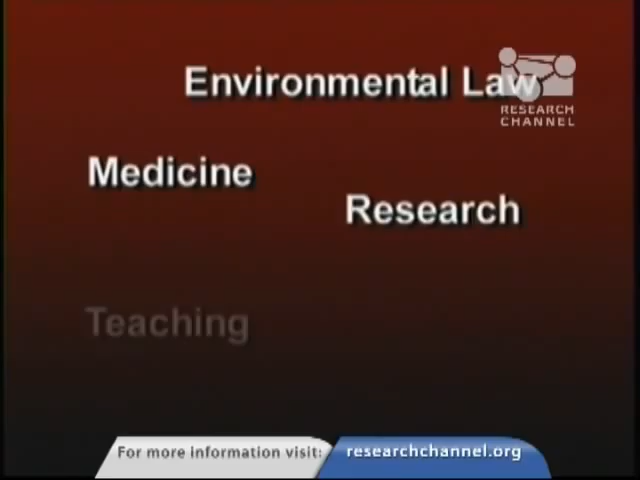 Environmental Law
RESEARCH
CHANNEL
Medicine
Research
Teaching
For more information visit:
researchchannel.org